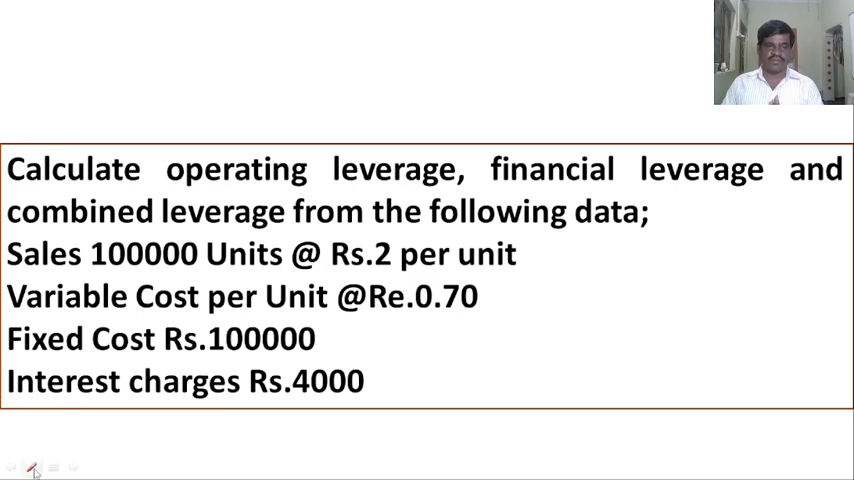 Calculate operating leverage, financial leverage and
combined leverage from the following data;
Sales 100000 Units @ Rs.2 per unit
Variable Cost per Unit @Re.0.70
Fixed Cost Rs.100000
Interest charges Rs.4000